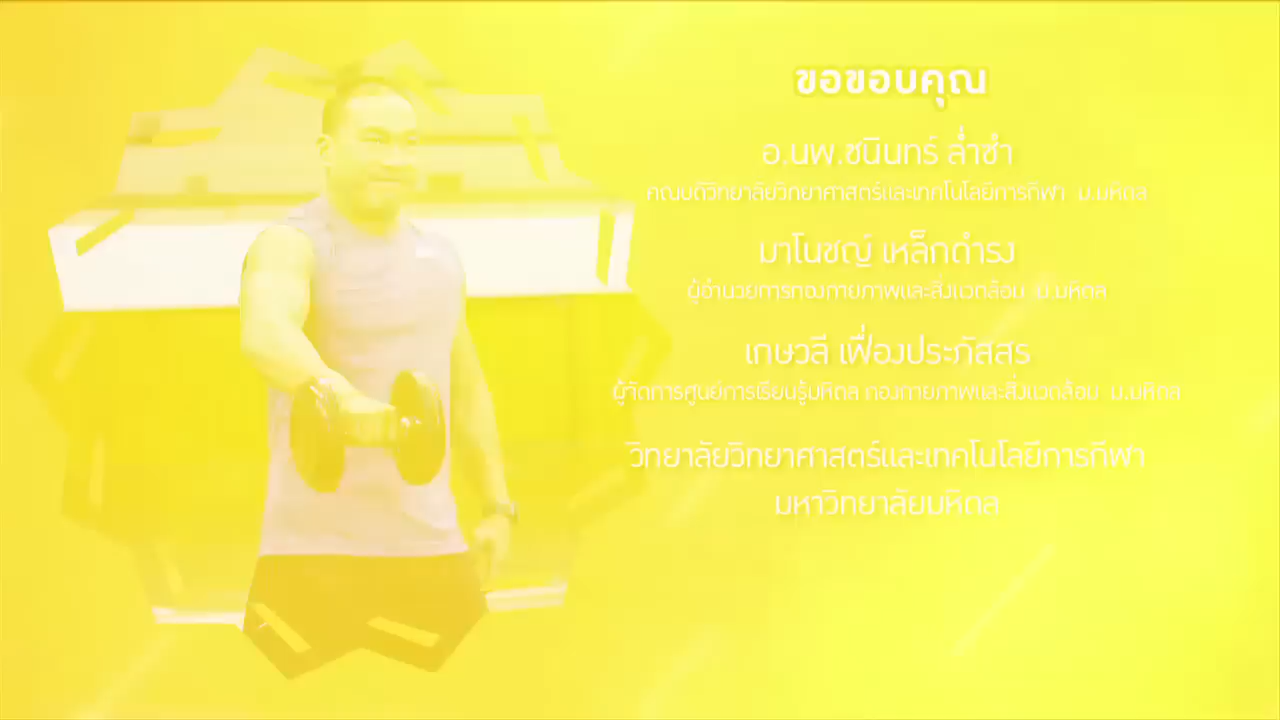 ขอขอบคุณ
อ.นพ.ชนินทร์ ล่ำซำ
คณบดีวิทยาลัยวิทยาศาสตร์และเทคโนโลยีการกีฬา ม.มหิดล
มาโนชญ์ เหล็กดำรง
ผู้อำนวยการกองกายภาพและสิ่งแวดล้อม ม.มหิดล
เกษวลี เฟื่องประภัสสร
ผู้จัดการศูนย์การเรียนรู้มหิดล กองกายภาพและสิ่งแวดล้อม ม.มหิดล
วิทยาลัยวิทยาศาสตร์และเทคโนโลยีการกีฬา
มหาวิทยาลัยมหิดล